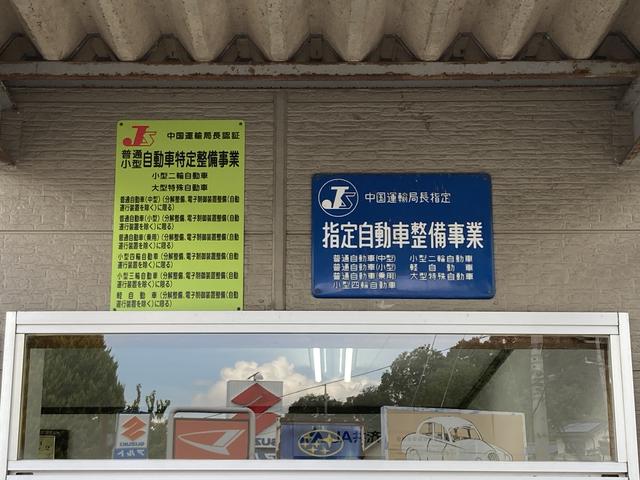 JS 中国運輸局長認証
普通
小型 自動車特定整備事業
小型二輪自動車
大型特殊自動車
普通自動車(中型)(分解整備、電子制御装置整備(自動
運行装置を除く)に限る)
普通自動車(小型)(分解整備、電子制御装置整備(自動
運行装置を除く)に限る)
普通自動車(乗用)(分解整備、電子制御装置整備(自動
運行装置を除く)に限る)
小型四輪自動車(分解整備、電子制御装置整備(自動
運行装置を除く)に限る)
小型三輪自動車(分解整備、電子制御装置整備(自動
運行装置を除く)に限る)
軽自動車(分解整備、電子制御装置整備(自動
運行装置を除く)に限る)
JS 中国運輸局長指定
指定自動車整備事業
普通自動車(中型) 小型二輪自動車
普通自動車(小型) 軽自動車
普通自動車(乗用) 大型特殊自動車
小型四輪自動車
SUZUKI
アルト
SUZU
JA共済